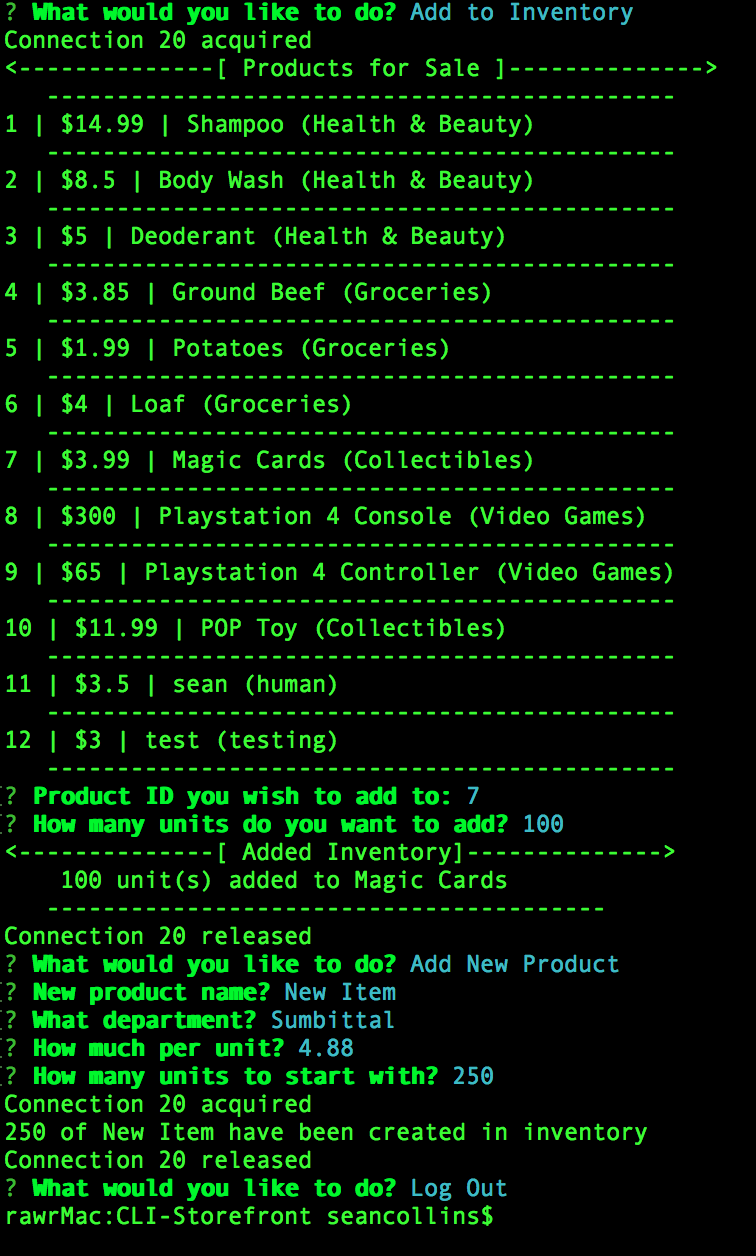 ? What would you like to do? Add to Inventory
Connection 20 acquired
<--------------[ Products for Sale ]-------------->
---------------------------------------------
1 | $14.99 | Shampoo (Health & Beauty)
---------------------------------------------
2 | $8.5 | Body Wash (Health & Beauty)
---------------------------------------------
3 | $5 | Deoderant (Health & Beauty)
---------------------------------------------
4 | $3.85 | Ground Beef (Groceries)
---------------------------------------------
5 | $1.99 | Potatoes (Groceries)
---------------------------------------------
6 | $4 | Loaf (Groceries)
---------------------------------------------
7 | $3.99 | Magic Cards (Collectibles)
---------------------------------------------
8 | $300 | Playstation 4 Console (Video Games)
---------------------------------------------
9 | $65 | Playstation 4 Controller (Video Games)
---------------------------------------------
10 | $11.99 | POP Toy (Collectibles)
---------------------------------------------
11 | $3.5 | sean (human)
---------------------------------------------
12 | $3 | test (testing)
---------------------------------------------
[? Product ID you wish to add to: 7
[? How many units do you want to add? 100
<--------------[ Added Inventory]-------------->
100 unit(s) added to Magic Cards
----------------------------------------
Connection 20 released
? What would you like to do? Add New Product
[? New product name? New Item
[? What department? Sumbittal
[? How much per unit? 4.88
[? How many units to start with? 250
Connection 20 acquired
250 of New Item have been created in inventory
Connection 20 released
? What would you like to do? Log Out
rawrMac:CLI-Storefront seancollins$